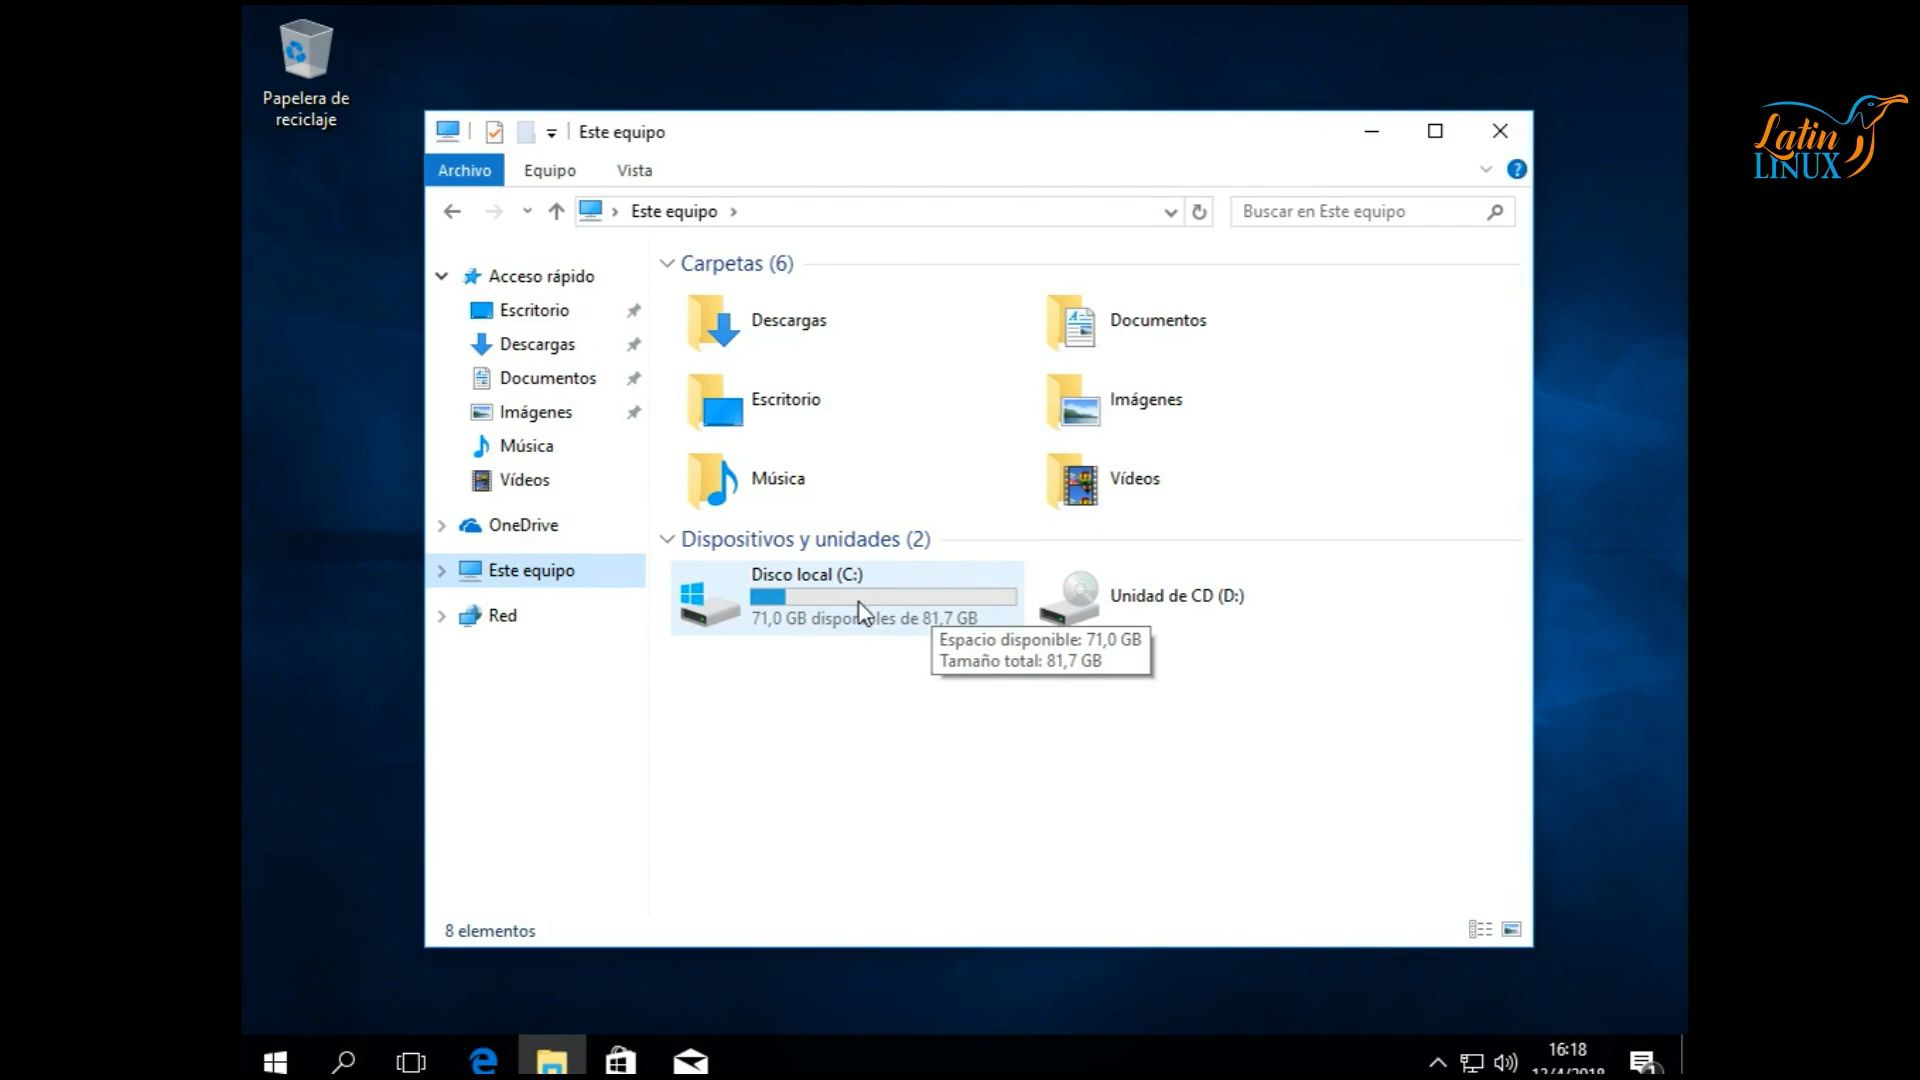 Papelera de
reciclaje
Este equipo
Archivo
Equipo
Vista
?
Este equipo
Buscar en Este equipo
Acceso rápido
Escritorio
Descargas
Documentos
Imágenes
Música
Vídeos
OneDrive
Este equipo
Red
Carpetas (6)
Descargas
Documentos
Escritorio
Imágenes
Música
Vídeos
Dispositivos y unidades (2)
Disco local (C:)
71,0 GB disponibles de 81,7 GB
Unidad de CD (D:)
Espacio disponible: 71,0 GB
Tamaño total: 81,7 GB
8 elementos
16:18
Latin
LINUX